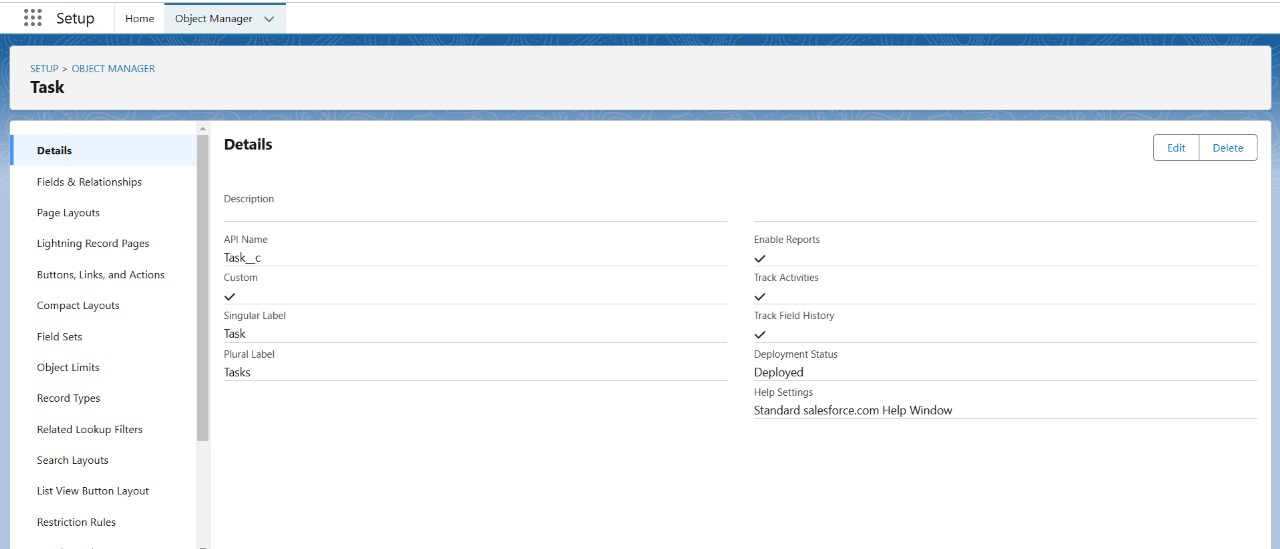 Setup
Home
Object Manager
SETUP > OBJECT MANAGER
Task
Details
Fields & Relationships
Page Layouts
Lightning Record Pages
Buttons, Links, and Actions
Compact Layouts
Field Sets
Object Limits
Record Types
Related Lookup Filters
Search Layouts
List View Button Layout
Restriction Rules
Details
Edit
Delete
Description
API Name
Task__c
Custom
Singular Label
Task
Plural Label
Tasks
Enable Reports
Track Activities
Track Field History
Deployment Status
Deployed
Help Settings
Standard salesforce.com Help Window